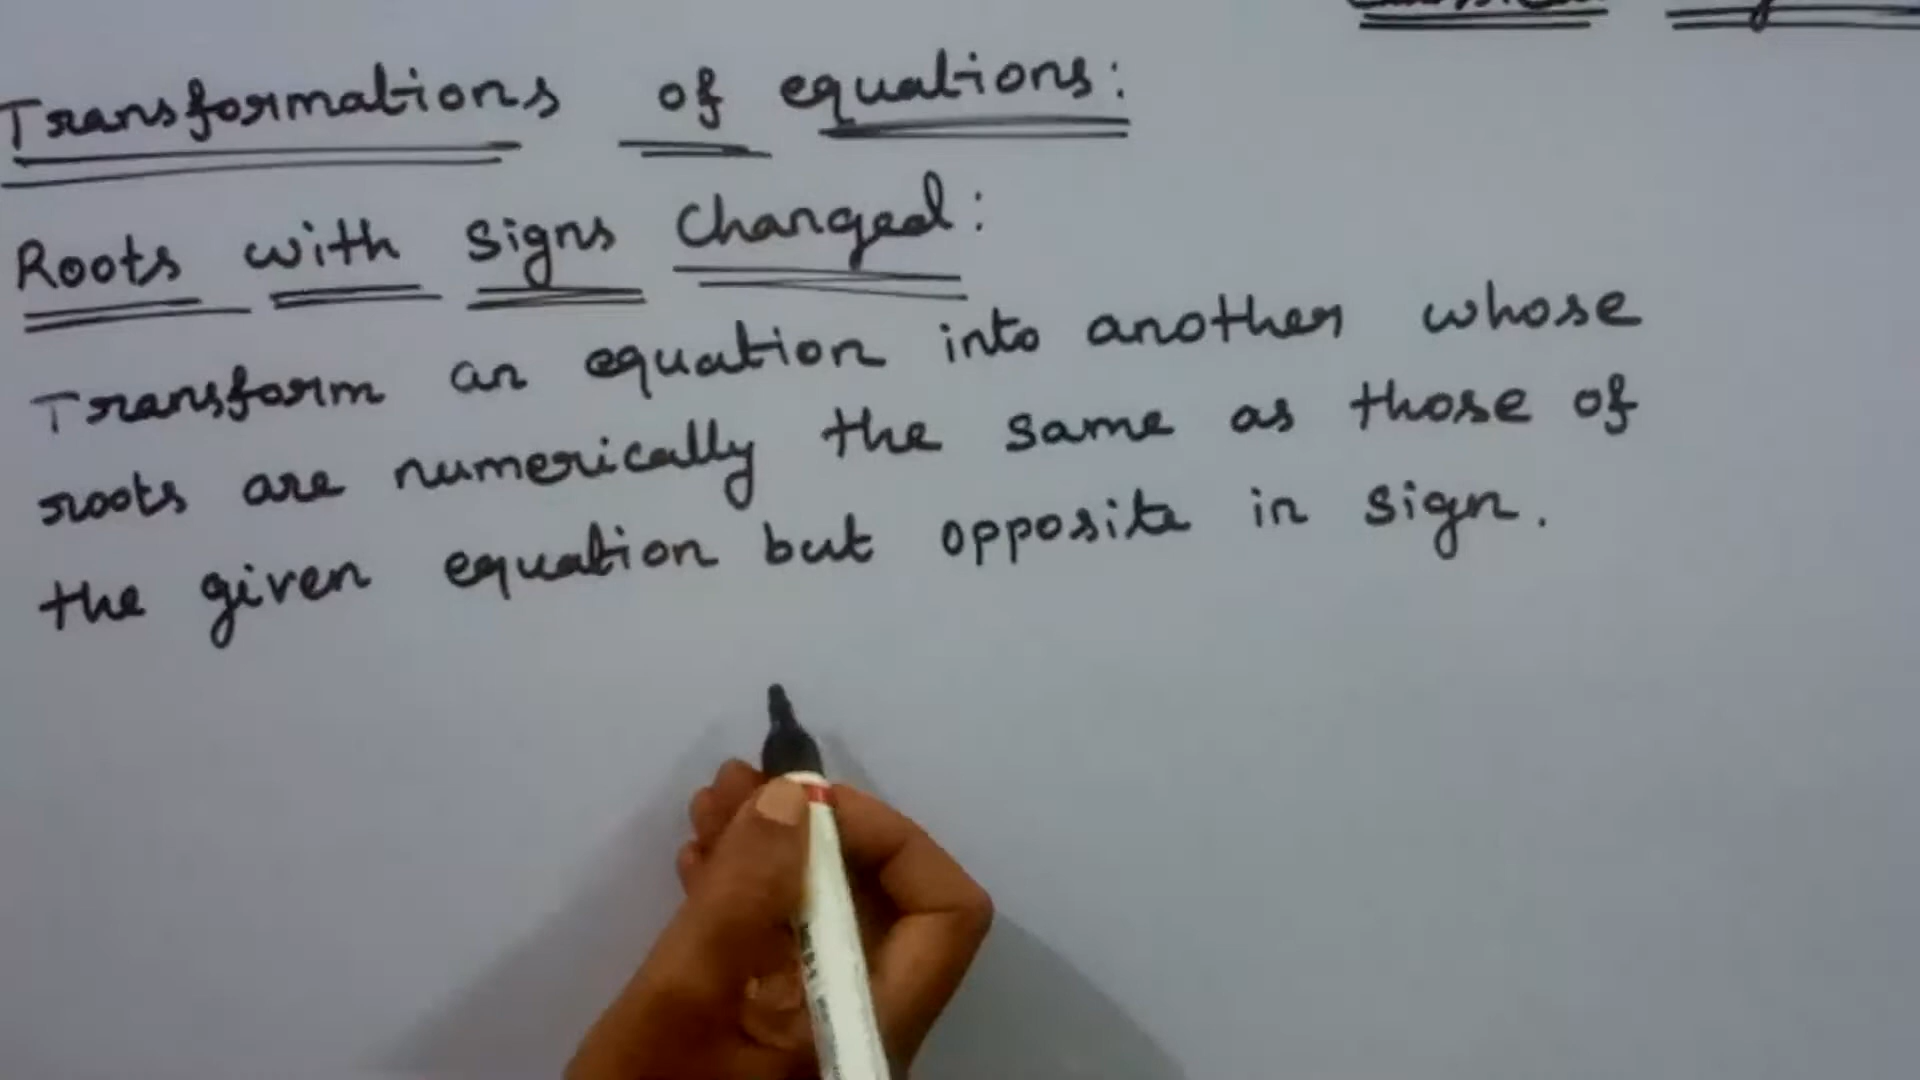 Transformations of equations:
Roots with signs changed:
Transform an equation into another whose
roots are numerically the same as those of
the given equation but opposite in sign.